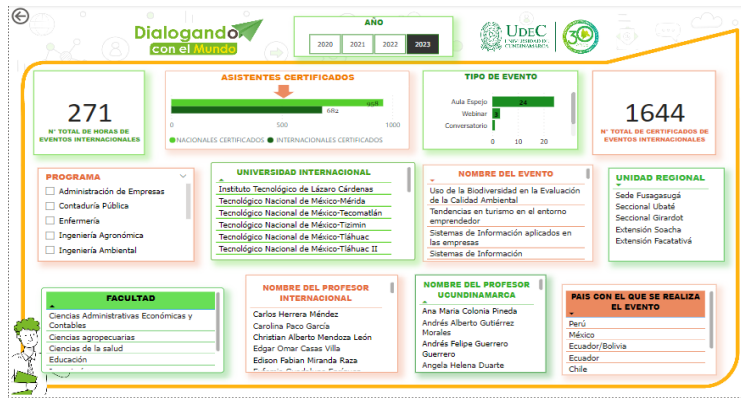 Dialogando
con el Mundo
AÑO
2020
2021
2022
2023
UDEC
UNIVERSIDAD DE
CUNDINAMARCA
30
271
N° TOTAL DE HORAS DE
EVENTOS INTERNACIONALES
ASISTENTES CERTIFICADOS
958
682
0
500
1000
NACIONALES CERTIFICADOS
INTERNACIONALES CERTIFICADOS
TIPO DE EVENTO
Aula Espejo
24
Webinar
3
Conversatorio
0
10
20
1644
N° TOTAL DE CERTIFICADOS DE
EVENTOS INTERNACIONALES
PROGRAMA
Administración de Empresas
Contaduría Pública
Enfermería
Ingeniería Agronómica
Ingeniería Ambiental
UNIVERSIDAD INTERNACIONAL
Instituto Tecnológico de Lázaro Cárdenas
Tecnológico Nacional de México-Mérida
Tecnológico Nacional de México-Tecomatlán
Tecnológico Nacional de México-Tizimin
Tecnológico Nacional de México-Tláhuac
Tecnológico Nacional de México-Tláhuac II
NOMBRE DEL EVENTO
Uso de la Biodiversidad en la Evaluación
de la Calidad Ambiental
Tendencias en turismo en el entorno
emprendedor
Sistemas de Información aplicados en
las empresas
Sistemas de Información
UNIDAD REGIONAL
Sede Fusagasugá
Seccional Ubaté
Seccional Girardot
Extensión Soacha
Extensión Facatativá
FACULTAD
Ciencias Administrativas Económicas y
Contables
Ciencias agropecuarias
Ciencias de la salud
Educación
NOMBRE DEL PROFESOR
INTERNACIONAL
Carlos Herrera Méndez
Carolina Paco García
Christian Alberto Mendoza León
Edgar Omar Casas Villa
Edison Fabian Miranda Raza
NOMBRE DEL PROFESOR
UCUNDINAMARCA
Ana Maria Colonia Pineda
Andrés Alberto Gutiérrez
Morales
Andrés Felipe Guerrero
Guerrero
Angela Helena Duarte
PAIS CON EL QUE SE REALIZA
EL EVENTO
Perú
México
Ecuador/Bolivia
Ecuador
Chile